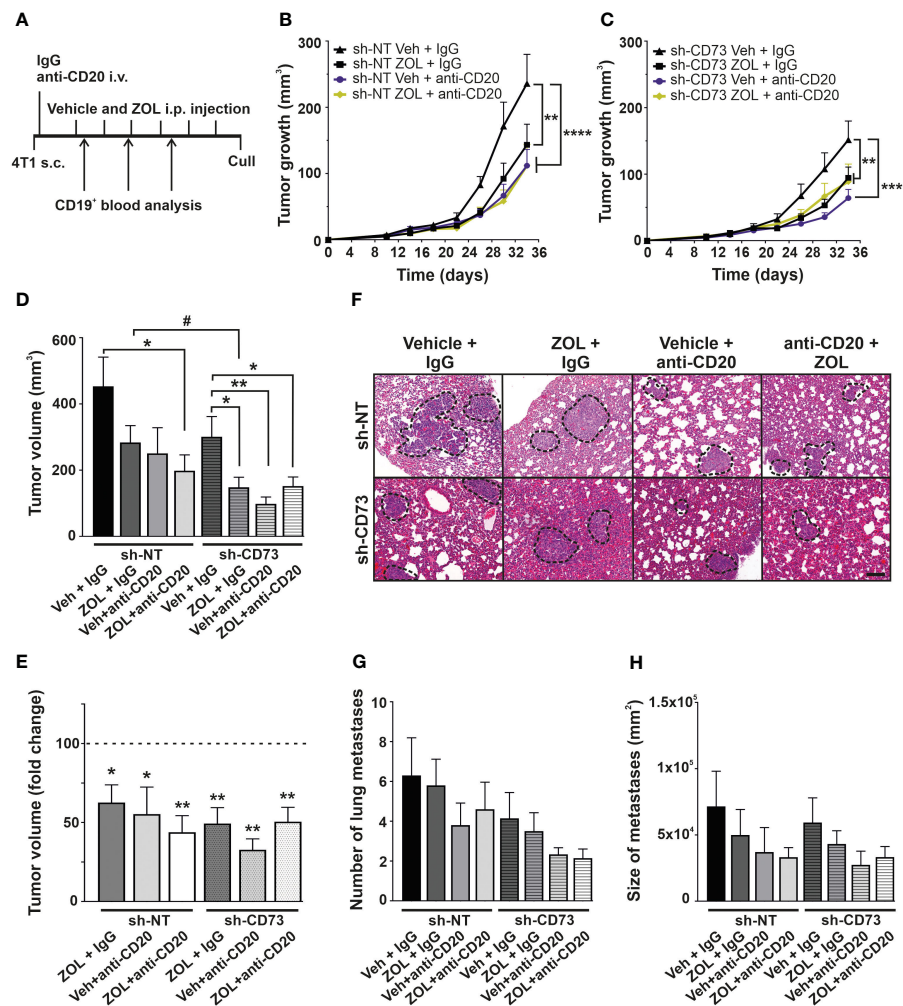 A
IgG
anti-CD20 i.v.
Vehicle and ZOL i.p. injection
4T1 s.c.
Cull
CD19+ blood analysis
B
Tumor growth (mm³)
300
200
100
0
sh-NT Veh + IgG
sh-NT ZOL + IgG
sh-NT Veh + anti-CD20
sh-NT ZOL + anti-CD20
**
****
0 4 8 12 16 20 24 28 32 36
Time (days)
C
Tumor growth (mm³)
300
200
100
0
sh-CD73 Veh + IgG
sh-CD73 ZOL + IgG
sh-CD73 Veh + anti-CD20
sh-CD73 ZOL + anti-CD20
**
***
0 4 8 12 16 20 24 28 32 36
Time (days)
D
Tumor volume (mm³)
600
400
200
0
#
*
*
**
*
sh-NT
sh-CD73
Veh + IgG
ZOL + IgG
Veh+anti-CD20
ZOL+anti-CD20
Veh + IgG
ZOL + IgG
Veh+anti-CD20
ZOL+anti-CD20
F
Vehicle + IgG
ZOL + IgG
Vehicle + anti-CD20
anti-CD20 + ZOL
sh-NT
sh-CD73
E
Tumor volume (fold change)
100
50
0
*
*
**
**
**
**
sh-NT
sh-CD73
ZOL + IgG
Veh+anti-CD20
ZOL+anti-CD20
ZOL + IgG
Veh+anti-CD20
ZOL+anti-CD20
G
Number of lung metastases
10
8
6
4
2
0
sh-NT
sh-CD73
Veh + IgG
ZOL + IgG
Veh+anti-CD20
ZOL+anti-CD20
Veh + IgG
ZOL + IgG
Veh+anti-CD20
ZOL+anti-CD20
H
Size of metastases (mm²)
1.5x10⁵
1x10⁵
5x10⁴
0
sh-NT
sh-CD73
Veh + IgG
ZOL + IgG
Veh+anti-CD20
ZOL+anti-CD20
Veh + IgG
ZOL + IgG
Veh+anti-CD20
ZOL+anti-CD20